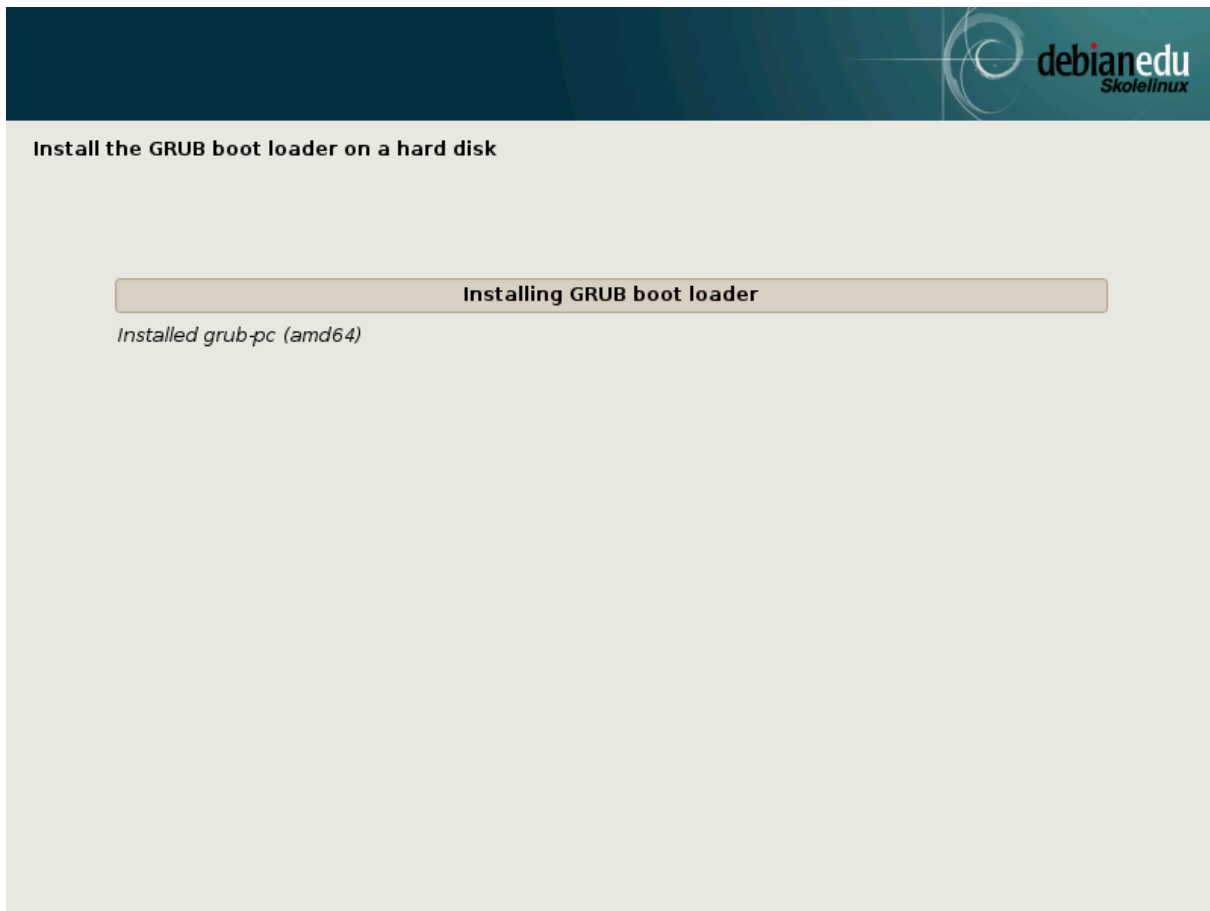 debianedu
Skolelinux
Install the GRUB boot loader on a hard disk
Installing GRUB boot loader
Installed grub-pc (amd64)